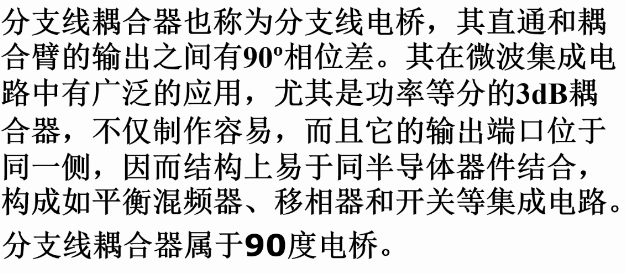 分支线耦合器也称为分支线电桥，其直通和耦
合臂的输出之间有90º相位差。其在微波集成电
路中有广泛的应用，尤其是功率等分的3dB耦
合器，不仅制作容易，而且它的输出端口位于
同一侧，因而结构上易于同半导体器件结合，
构成如平衡混频器、移相器和开关等集成电路。
分支线耦合器属于90度电桥。